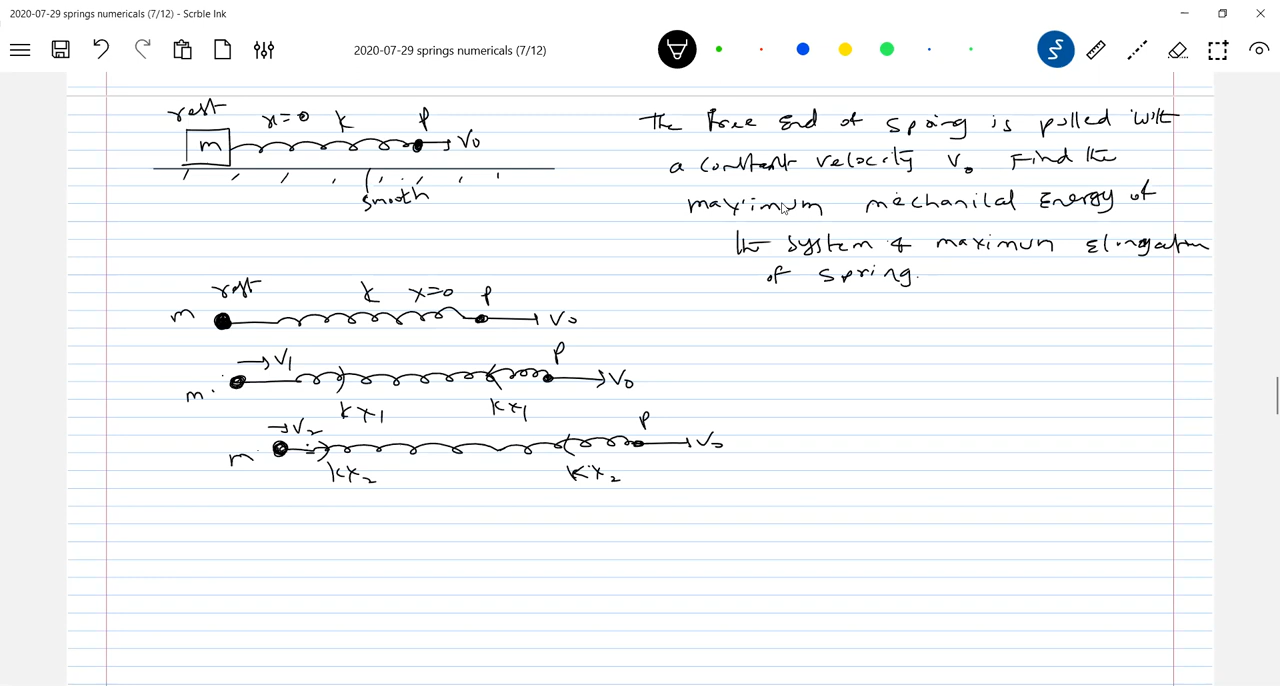 2020-07-29 springs numericals (7/12) - Scrble Ink
2020-07-29 springs numericals (7/12)
rest x=0 k P
m V₀
smooth
The Free End of spring is pulled with
a constant velocity V₀ Find the
maximum mechanical Energy of
the system & maximum Elongation
of spring.
rest k x=0 P
m V₀
V₁ P
m V₀
kx₁ kx₁
V₂ P
m V₀
kx₂ kx₂